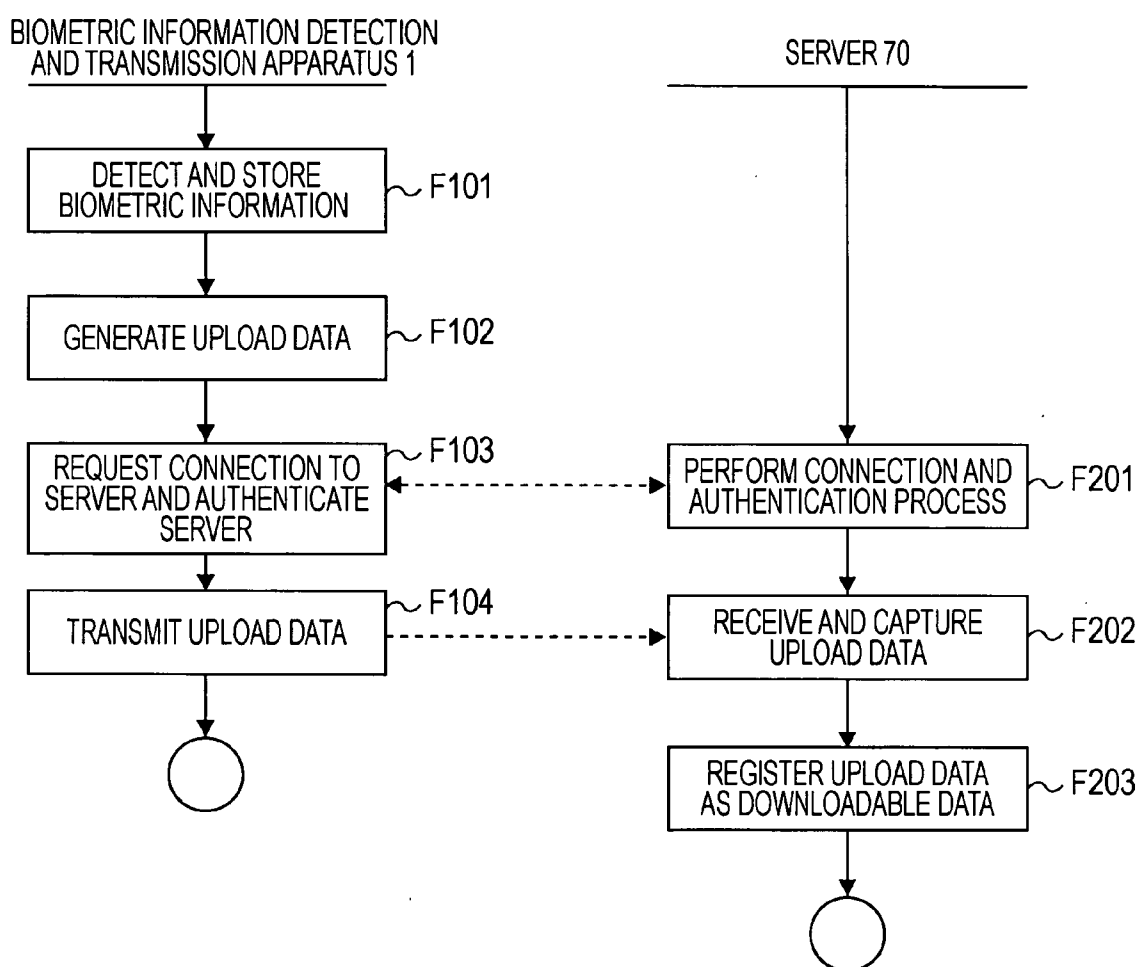 BIOMETRIC INFORMATION DETECTION
AND TRANSMISSION APPARATUS 1
DETECT AND STORE
BIOMETRIC INFORMATION
F101
GENERATE UPLOAD DATA
F102
REQUEST CONNECTION TO
SERVER AND AUTHENTICATE
SERVER
F103
TRANSMIT UPLOAD DATA
F104
SERVER 70
PERFORM CONNECTION AND
AUTHENTICATION PROCESS
F201
RECEIVE AND CAPTURE
UPLOAD DATA
F202
REGISTER UPLOAD DATA
AS DOWNLOADABLE DATA
F203